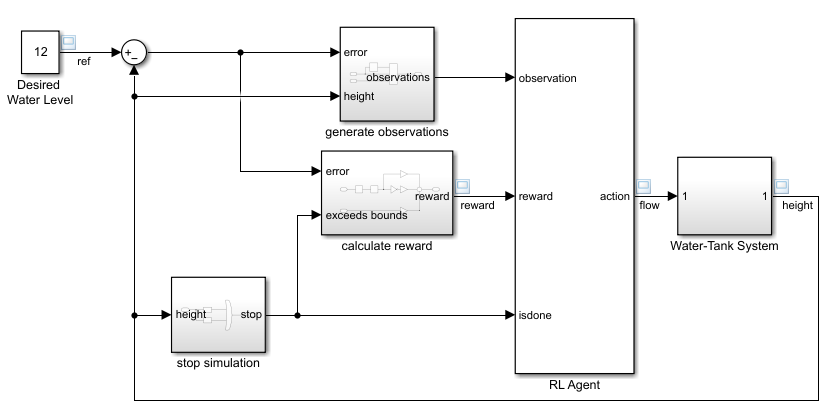 12
ref
Desired
Water Level
+
−
error
observations
height
generate observations
error
reward
exceeds bounds
calculate reward
reward
height
stop
stop simulation
observation
reward
action
isdone
RL Agent
flow
1
1
Water-Tank System
height